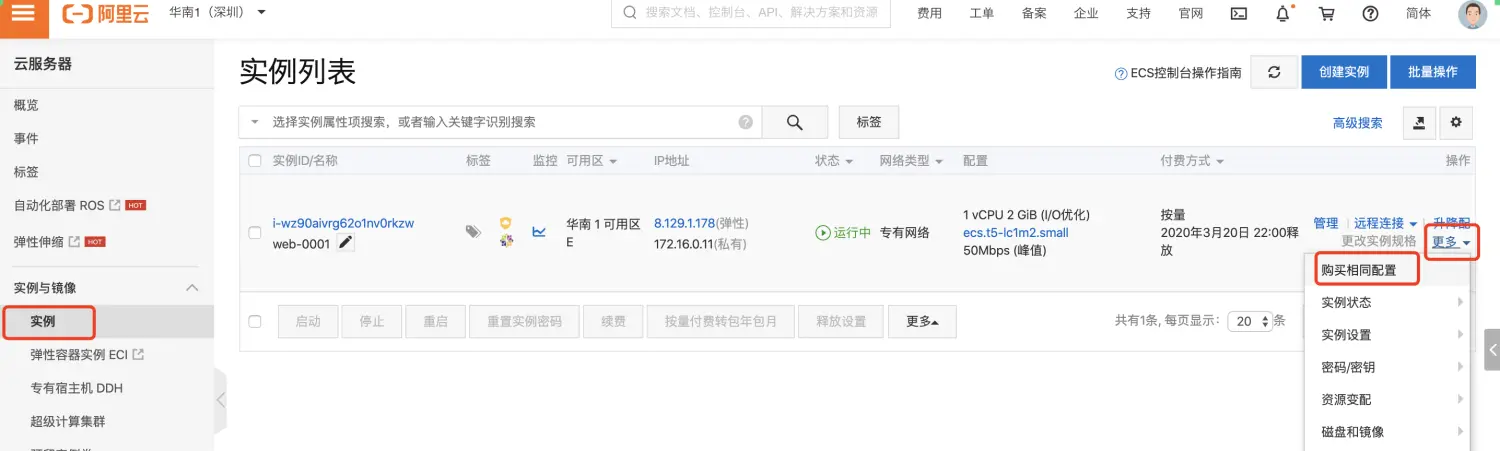 阿里云
华南1（深圳）
搜索文档、控制台、API、解决方案和资源
费用 工单 备案 企业 支持 官网 简体
云服务器
概览
事件
标签
自动化部署 ROS HOT
弹性伸缩 HOT
实例与镜像
实例
弹性容器实例 ECI
专有宿主机 DDH
超级计算集群
实例列表
ECS控制台操作指南 创建实例 批量操作
选择实例属性项搜索，或者输入关键字识别搜索
标签
高级搜索
实例ID/名称 标签 监控 可用区 IP地址 状态 网络类型 配置 付费方式 操作
i-wz90aivrg62o1nv0rkzw
web-0001
华南 1 可用区
E
8.129.1.178(弹性)
172.16.0.11(私有)
运行中
专有网络
1 vCPU 2 GiB (I/O优化)
ecs.t5-lc1m2.small
50Mbps (峰值)
按量
2020年3月20日 22:00释
放
管理 | 远程连接 | 升降配
更改实例规格 更多
购买相同配置
实例状态
实例设置
密码/密钥
资源变配
磁盘和镜像
启动 停止 重启 重置实例密码 续费 按量付费转包年包月 释放设置 更多
共有1条, 每页显示： 20 条